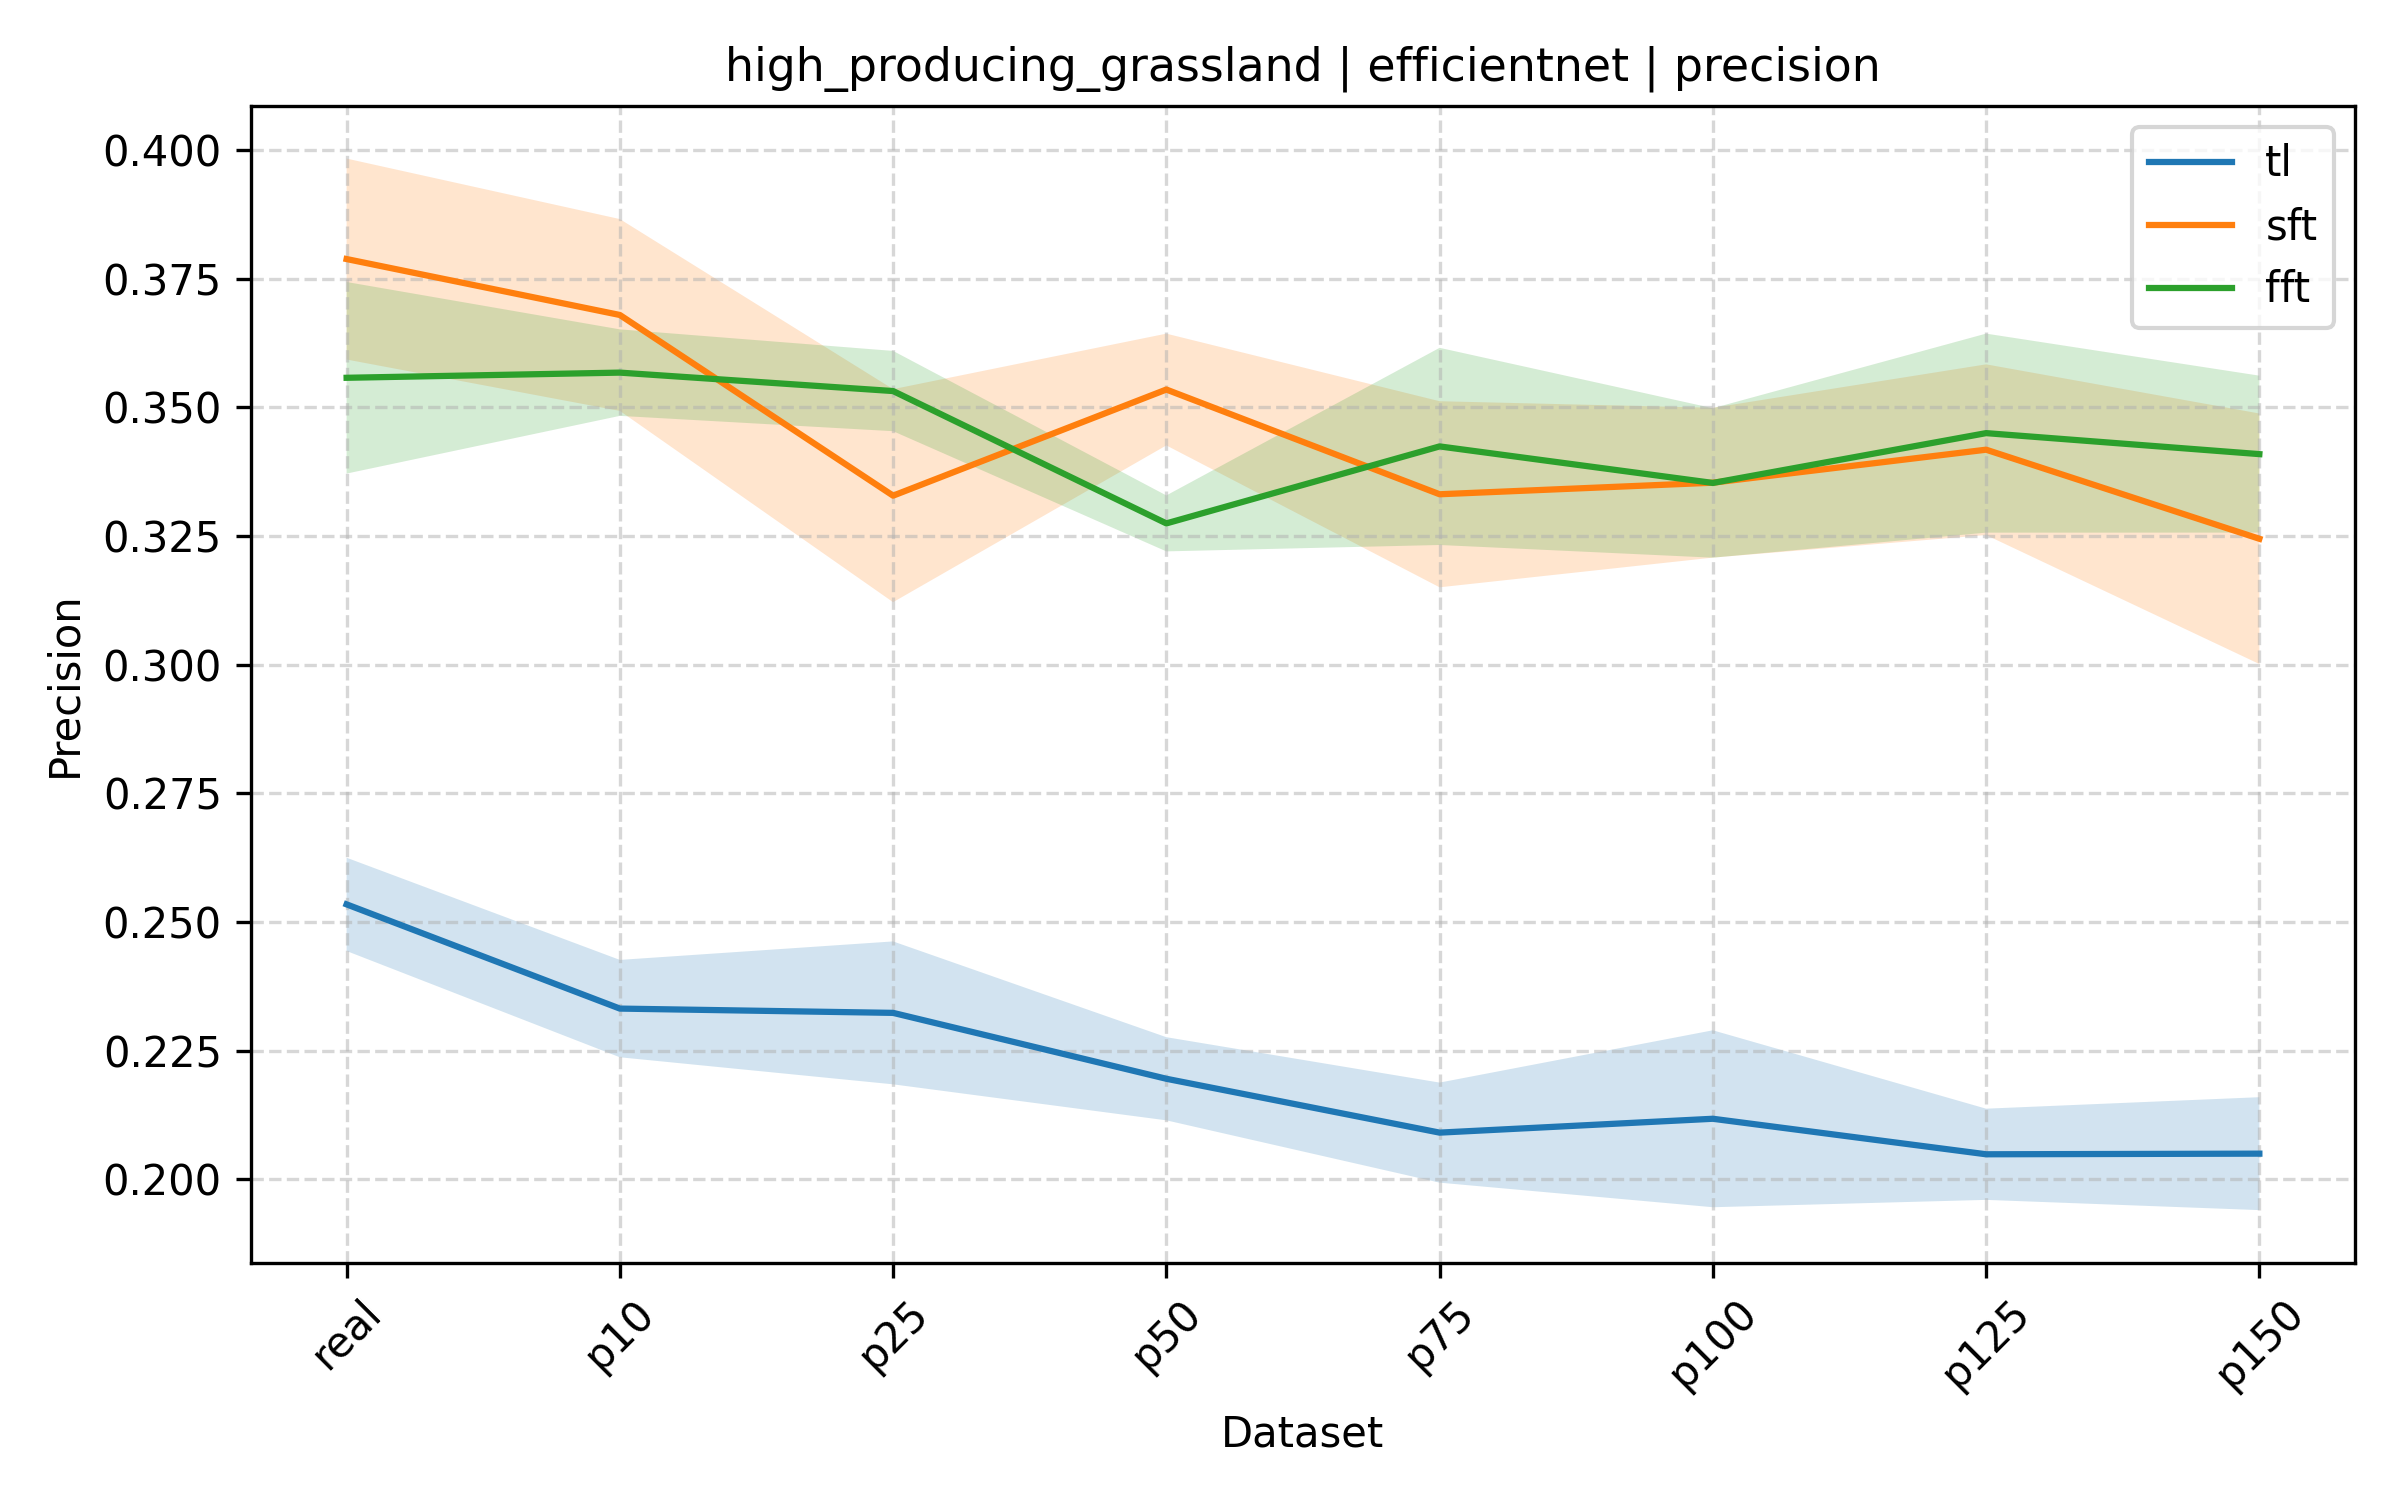 high_producing_grassland | efficientnet | precision
tl
sft
fft
0.400
0.375
0.350
0.325
0.300
0.275
0.250
0.225
0.200
Precision
real
p10
p25
p50
p75
p100
p125
p150
Dataset